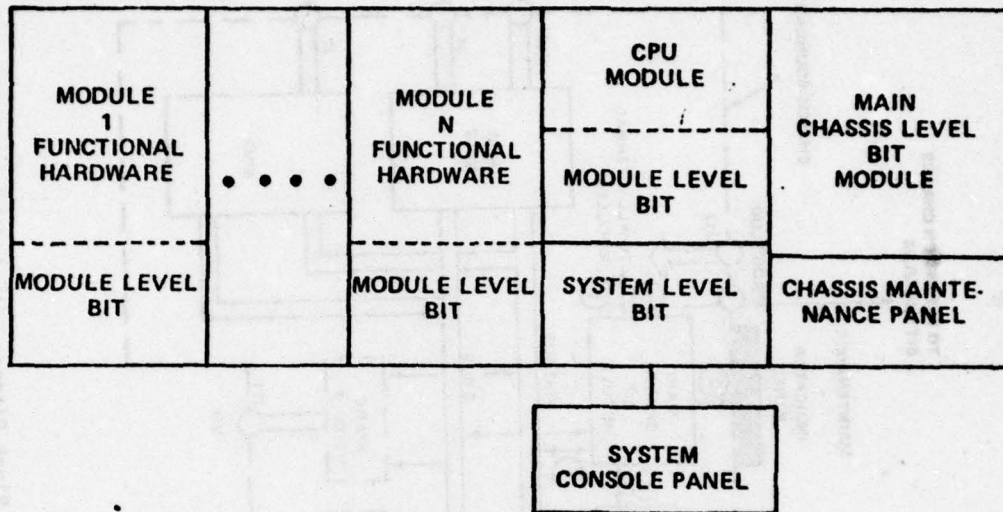 MODULE
1
FUNCTIONAL
HARDWARE
MODULE LEVEL
BIT
MODULE
N
FUNCTIONAL
HARDWARE
MODULE LEVEL
BIT
CPU
MODULE
MODULE LEVEL
BIT
SYSTEM LEVEL
BIT
MAIN
CHASSIS LEVEL
BIT
MODULE
CHASSIS MAINTE-
NANCE PANEL
SYSTEM
CONSOLE PANEL